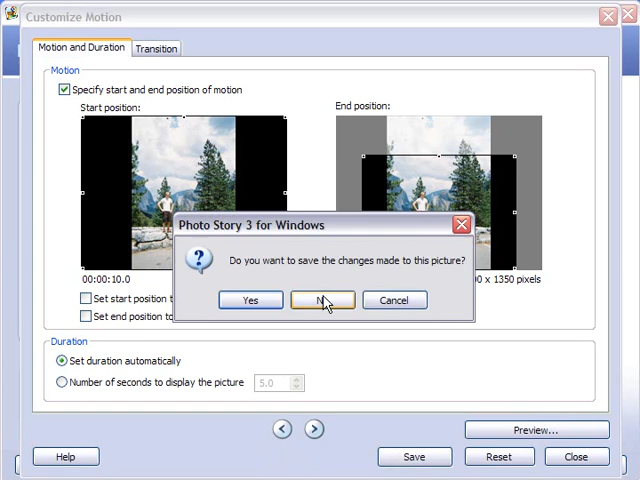 Customize Motion
Motion and Duration
Transition
Motion
Specify start and end position of motion
Start position:
End position:
Photo Story 3 for Windows
Do you want to save the changes made to this picture?
Yes
Cancel
00:00:10.0
x 1350 pixels
Set start position
Set end position to
Duration
Set duration automatically
Number of seconds to display the picture
5.0
Preview...
Help
Save
Reset
Close